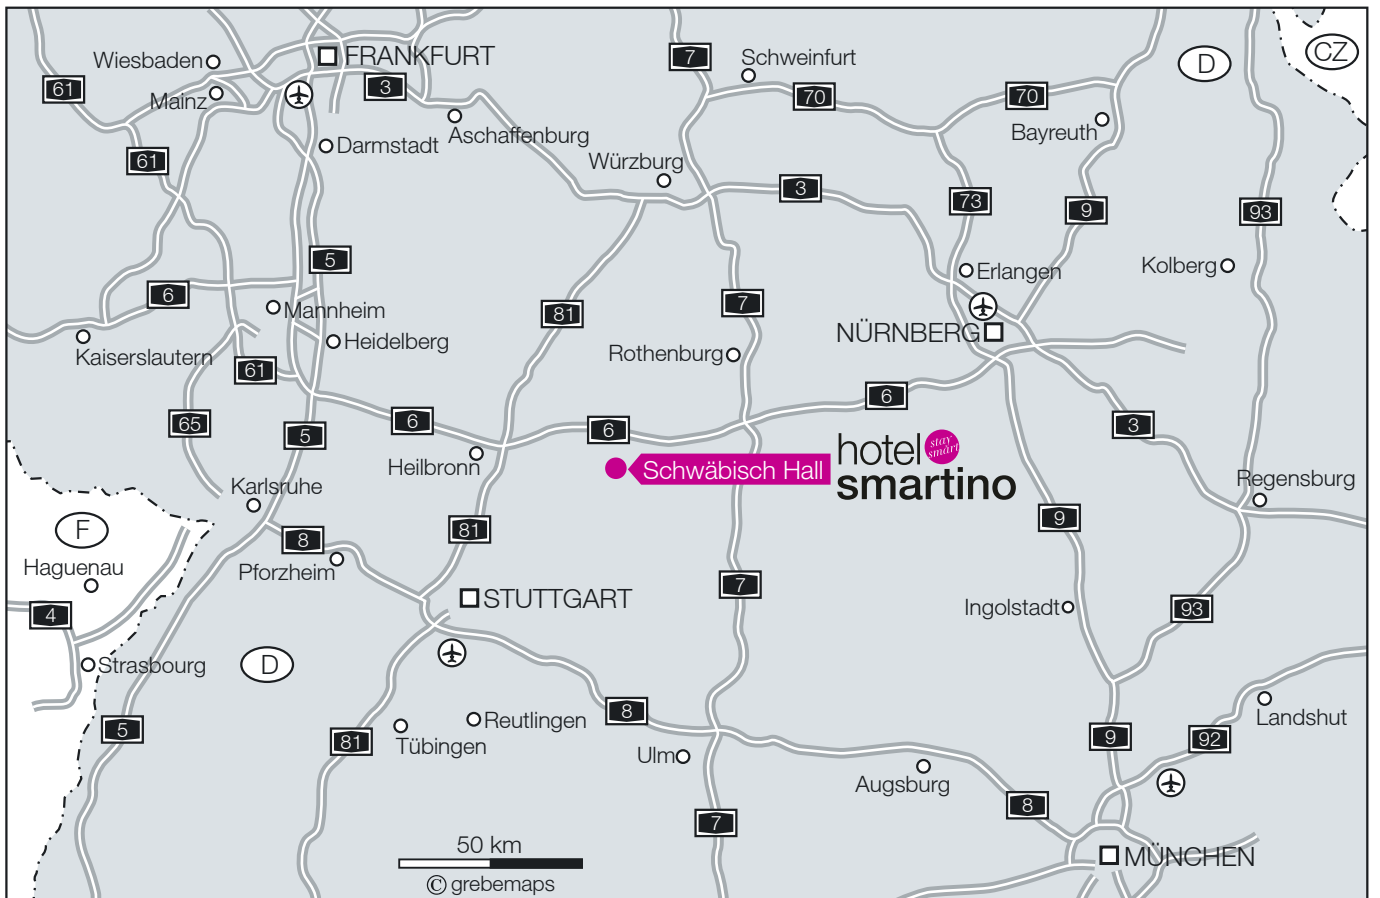 7
Schweinfurt
D
CZ
Wiesbaden
FRANKFURT
61
3
70
70
Mainz
Aschaffenburg
Bayreuth
Darmstadt
61
Würzburg
3
73
9
93
5
Erlangen
Kolberg
6
Mannheim
81
7
NÜRNBERG
Kaiserslautern
Heidelberg
Rothenburg
61
6
65
5
6
6
3
hotel
stay
smart
smartino
Heilbronn
Schwäbisch Hall
Karlsruhe
Regensburg
F
8
81
9
Haguenau
Pforzheim
7
4
STUTTGART
Ingolstadt
93
Strasbourg
D
5
81
Tübingen
Reutlingen
8
Ulm
Augsburg
9
92
Landshut
8
7
50 km
MÜNCHEN
© grebemaps